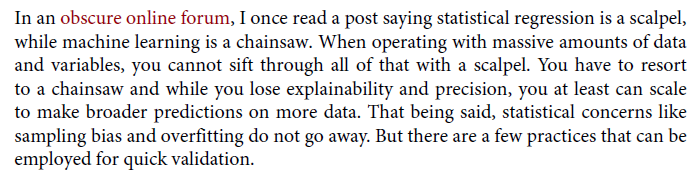 In an obscure online forum, I once read a post saying statistical regression is a scalpel,
while machine learning is a chainsaw. When operating with massive amounts of data
and variables, you cannot sift through all of that with a scalpel. You have to resort
to a chainsaw and while you lose explainability and precision, you at least can scale
to make broader predictions on more data. That being said, statistical concerns like
sampling bias and overfitting do not go away. But there are a few practices that can be
employed for quick validation.